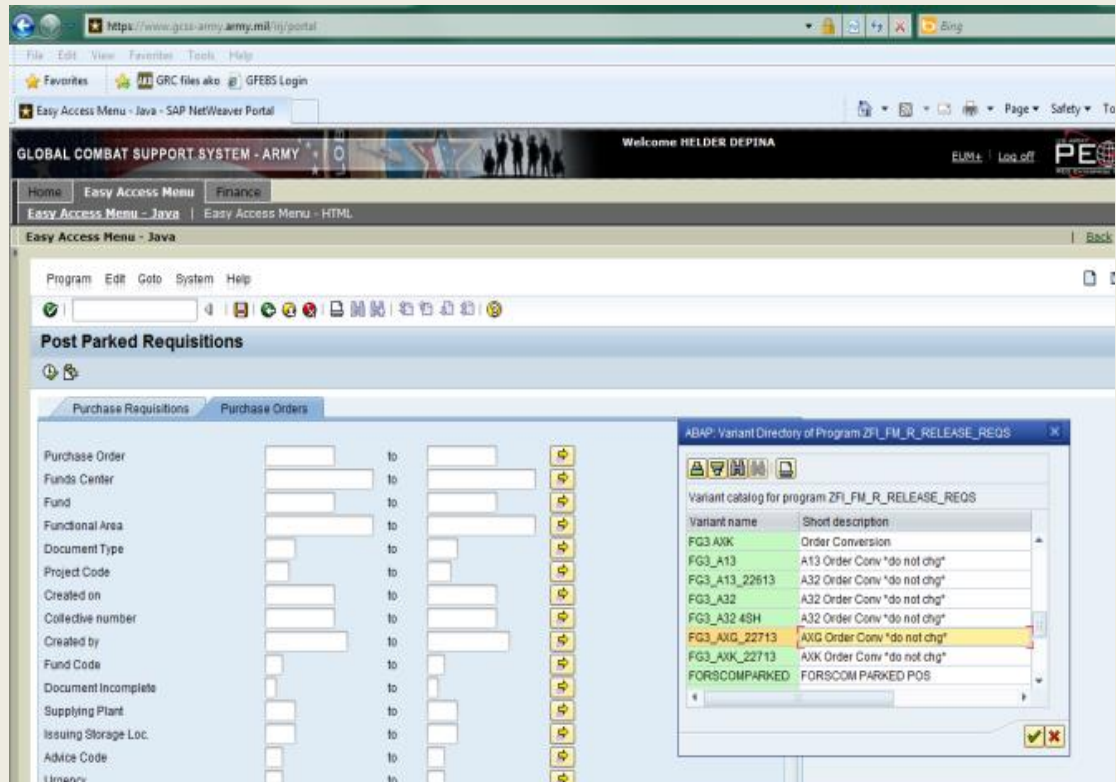 https://www.gcss-army.army.mil/irj/portal
Bing
File Edit View Favorites Tools Help
Favorites GRC files ako GFEBS Login
Easy Access Menu - Java - SAP NetWeaver Portal
Page Safety To
GLOBAL COMBAT SUPPORT SYSTEM - ARMY
Welcome HELDER DEPINA
EUM+ Log off
PE
Home Easy Access Menu Finance
Easy Access Menu - Java | Easy Access Menu - HTML
Easy Access Menu - Java | Back
Program Edit Goto System Help
Post Parked Requisitions
Purchase Requisitions Purchase Orders
Purchase Order to
Funds Center to
Fund to
Functional Area to
Document Type to
Project Code to
Created on to
Collective number to
Created by to
Fund Code to
Document Incomplete to
Supplying Plant to
Issuing Storage Loc. to
Advice Code to
Urgency to
ABAP: Variant Directory of Program ZFI_FM_R_RELEASE_REQS
Variant catalog for program ZFI_FM_R_RELEASE_REQS
Variant name Short description
FG3 AXK Order Conversion
FG3_A13 A13 Order Conv *do not chg*
FG3_A13_22613 A32 Order Conv *do not chg*
FG3_A32 A32 Order Conv *do not chg*
FG3_A32 4SH A32 Order Conv *do not chg*
FG3_AXG_22713 AXG Order Conv *do not chg*
FG3_AXK_22713 AXK Order Conv *do not chg*
FORSCOMPARKED FORSCOM PARKED POS